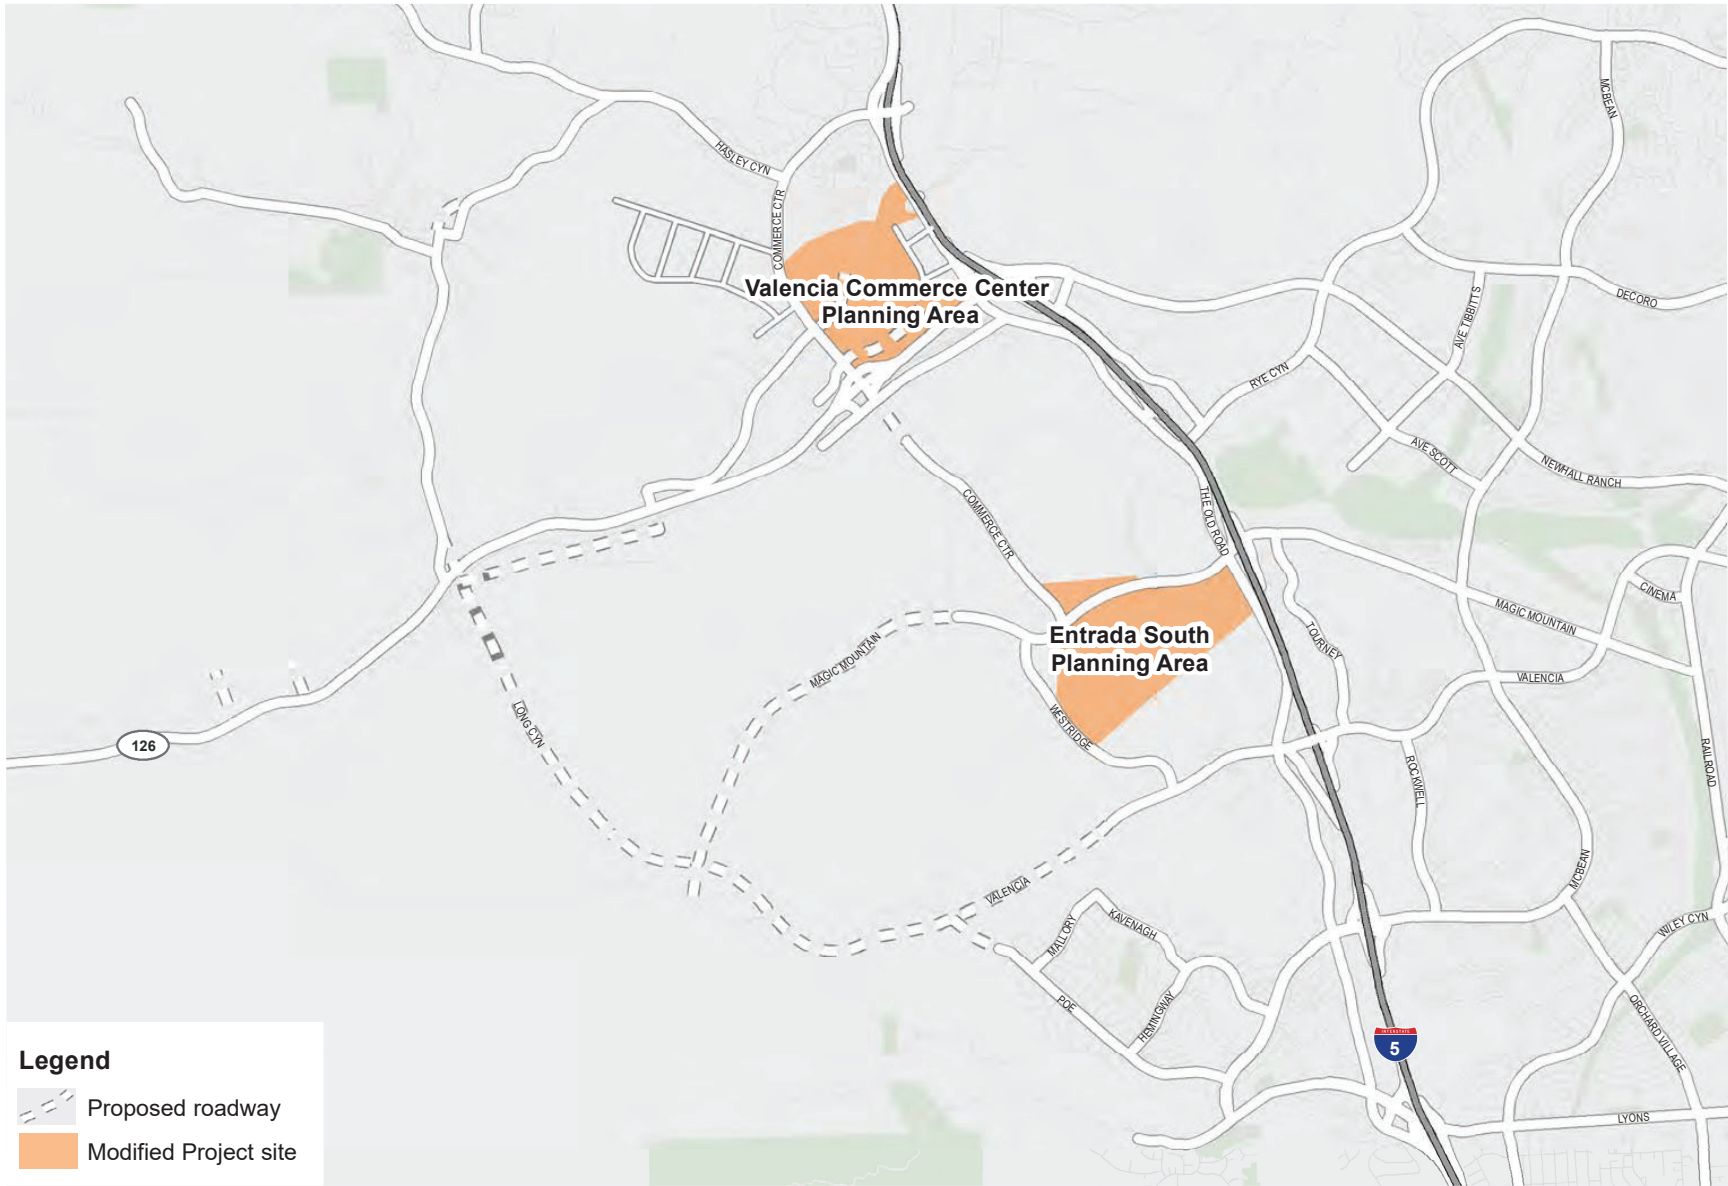 MCBEAN
HASLEY CYN
COMMERCE CTR
Valencia Commerce Center
Planning Area
DECORO
AVE TIBBITTS
RYE CYN
AVE SCOTT
NEWHALL RANCH
COMMERCE CTR
THE OLD ROAD
CINEMA
MAGIC MOUNTAIN
TOURNEY
Entrada South
Planning Area
MAGIC MOUNTAIN
VALENCIA
WESTRIDGE
LONG CYN
126
ROCKWELL
RAILROAD
MCBEAN
VALENCIA
MALLORY
KAVENAGH
WILEY CYN
POE
HEMINGWAY
ORCHARD VILLAGE
INTERSTATE
5
LYONS
Legend
Proposed roadway
Modified Project site